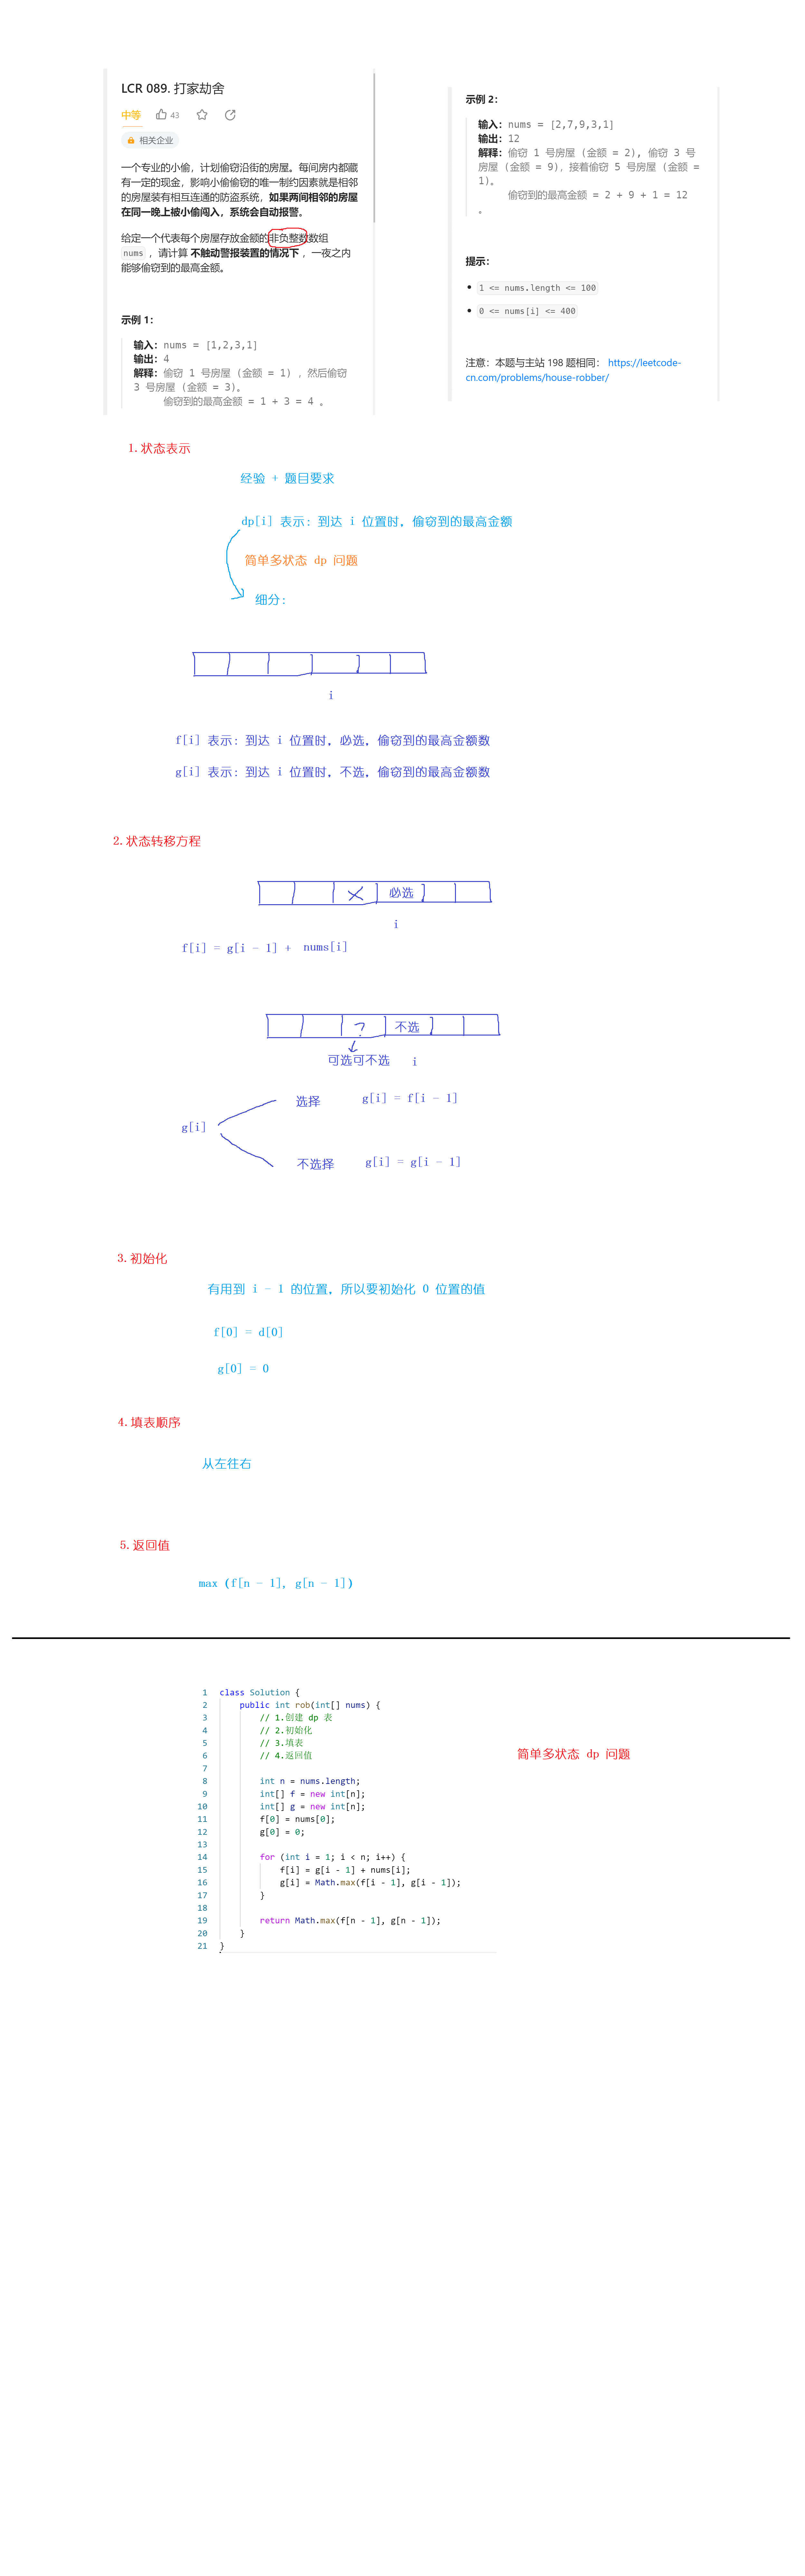 LCR 089. 打家劫舍
中等 43
相关企业
一个专业的小偷，计划偷窃沿街的房屋。每间房内都藏
有一定的现金，影响小偷偷窃的唯一制约因素就是相邻
的房屋装有相互连通的防盗系统，如果两间相邻的房屋
在同一晚上被小偷闯入，系统会自动报警。
给定一个代表每个房屋存放金额的非负整数数组
nums ，请计算 不触动警报装置的情况下 ，一夜之内
能够偷窃到的最高金额。
示例 1：
输入：nums = [1,2,3,1]
输出：4
解释：偷窃 1 号房屋 (金额 = 1) ，然后偷窃
3 号房屋 (金额 = 3)。
偷窃到的最高金额 = 1 + 3 = 4 。
示例 2：
输入：nums = [2,7,9,3,1]
输出：12
解释：偷窃 1 号房屋 (金额 = 2)，偷窃 3 号
房屋 (金额 = 9)，接着偷窃 5 号房屋 (金额 =
1)。
偷窃到的最高金额 = 2 + 9 + 1 = 12
。
提示：
1 <= nums.length <= 100
0 <= nums[i] <= 400
注意：本题与主站 198 题相同： https://leetcode-
cn.com/problems/house-robber/
1. 状态表示
经验 + 题目要求
dp[i] 表示：到达 i 位置时，偷窃到的最高金额
简单多状态 dp 问题
细分：
i
f[i] 表示：到达 i 位置时，必选，偷窃到的最高金额数
g[i] 表示：到达 i 位置时，不选，偷窃到的最高金额数
2. 状态转移方程
必选
i
f[i] = g[i - 1] + nums[i]
? 不选
可选可不选 i
选择 g[i] = f[i - 1]
g[i]
不选择 g[i] = g[i - 1]
3. 初始化
有用到 i - 1 的位置，所以要初始化 0 位置的值
f[0] = d[0]
g[0] = 0
4. 填表顺序
从左往右
5. 返回值
max (f[n - 1], g[n - 1])
1 class Solution {
2 public int rob(int[] nums) {
3 // 1.创建 dp 表
4 // 2.初始化
5 // 3.填表
6 // 4.返回值
7
8 int n = nums.length;
9 int[] f = new int[n];
10 int[] g = new int[n];
11 f[0] = nums[0];
12 g[0] = 0;
13
14 for (int i = 1; i < n; i++) {
15 f[i] = g[i - 1] + nums[i];
16 g[i] = Math.max(f[i - 1], g[i - 1]);
17 }
18
19 return Math.max(f[n - 1], g[n - 1]);
20 }
21 }
简单多状态 dp 问题